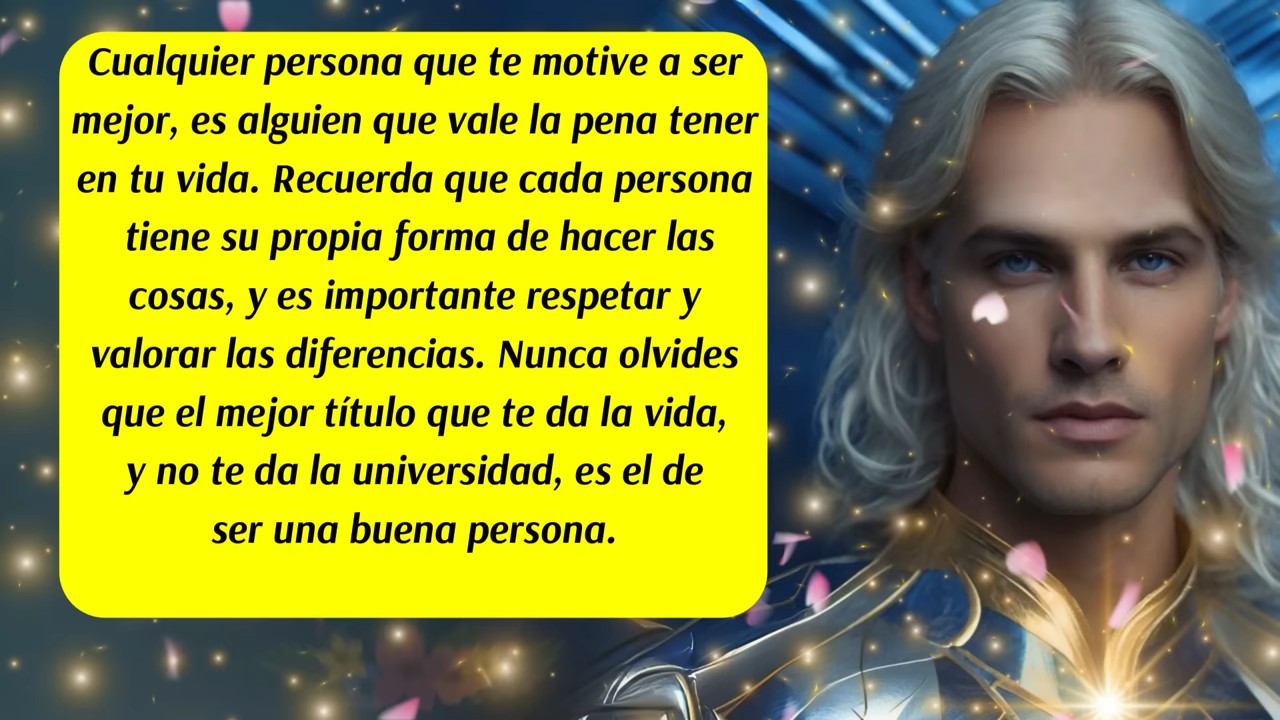 Cualquier persona que te motive a ser
mejor, es alguien que vale la pena tener
en tu vida. Recuerda que cada persona
tiene su propia forma de hacer las
cosas, y es importante respetar y
valorar las diferencias. Nunca olvides
que el mejor título que te da la vida,
y no te da la universidad, es el de
ser una buena persona.